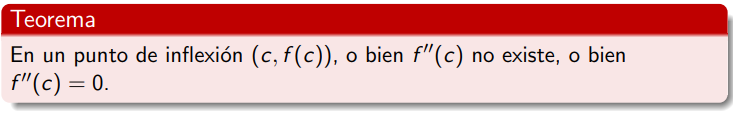 Teorema
En un punto de inflexión (c, f(c)), o bien f''(c) no existe, o bien
f''(c) = 0.